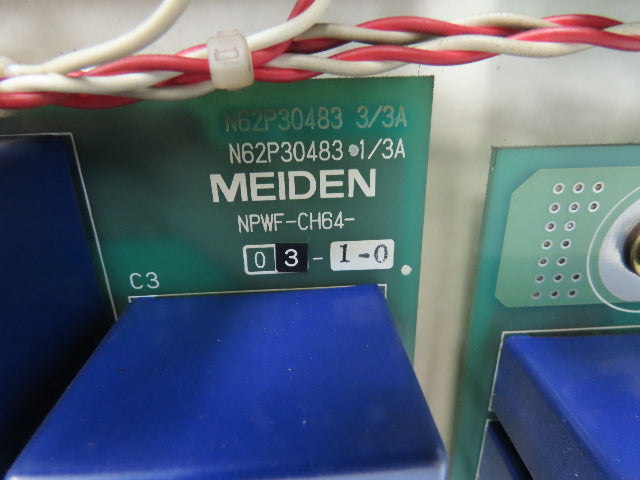 N62P30483 3/3A
N62P30483 1/3A
MEIDEN
NPWF-CH64-
03-1-0
C3